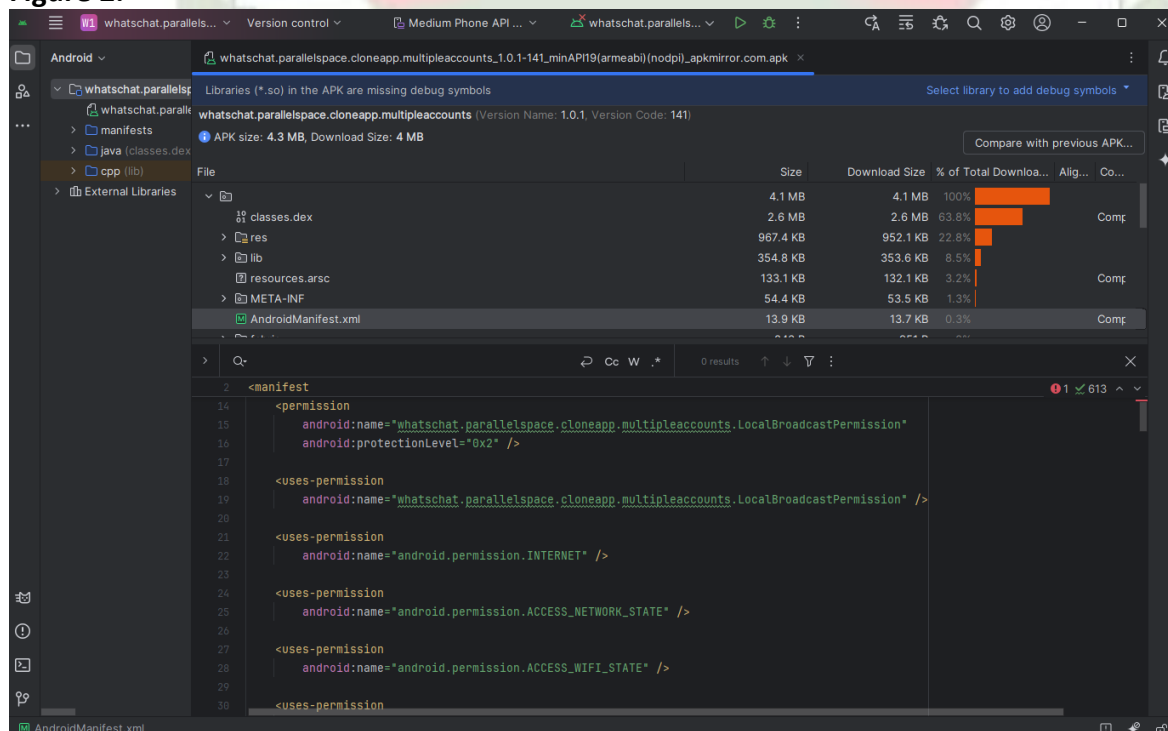 W1 whatschat.parallels... Version control Medium Phone API ... whatschat.parallels...
Android
whatschat.parallelspace.cloneapp.multipleaccounts_1.0.1-141_minAPI19(armeabi)(nodpi)_apkmirror.com.apk
whatschat.parallelsp
whatschat.paralle
manifests
java (classes.dex
cpp (lib)
External Libraries
Libraries (*.so) in the APK are missing debug symbols Select library to add debug symbols
whatschat.parallelspace.cloneapp.multipleaccounts (Version Name: 1.0.1, Version Code: 141)
APK size: 4.3 MB, Download Size: 4 MB
Compare with previous APK...
File Size Download Size % of Total Downloa... Alig... Co...
4.1 MB 4.1 MB 100%
classes.dex 2.6 MB 2.6 MB 63.8% Comp
res 967.4 KB 952.1 KB 22.8%
lib 354.8 KB 353.6 KB 8.5%
resources.arsc 133.1 KB 132.1 KB 3.2% Comp
META-INF 54.4 KB 53.5 KB 1.3%
AndroidManifest.xml 13.9 KB 13.7 KB 0.3% Comp
Cc W .* 0 results
2 <manifest 1 613
14 <permission
15 android:name="whatschat.parallelspace.cloneapp.multipleaccounts.LocalBroadcastPermission"
16 android:protectionLevel="0x2" />
17
18 <uses-permission
19 android:name="whatschat.parallelspace.cloneapp.multipleaccounts.LocalBroadcastPermission" />
20
21 <uses-permission
22 android:name="android.permission.INTERNET" />
23
24 <uses-permission
25 android:name="android.permission.ACCESS_NETWORK_STATE" />
26
27 <uses-permission
28 android:name="android.permission.ACCESS_WIFI_STATE" />
29
30 <uses-permission
AndroidManifest.xml